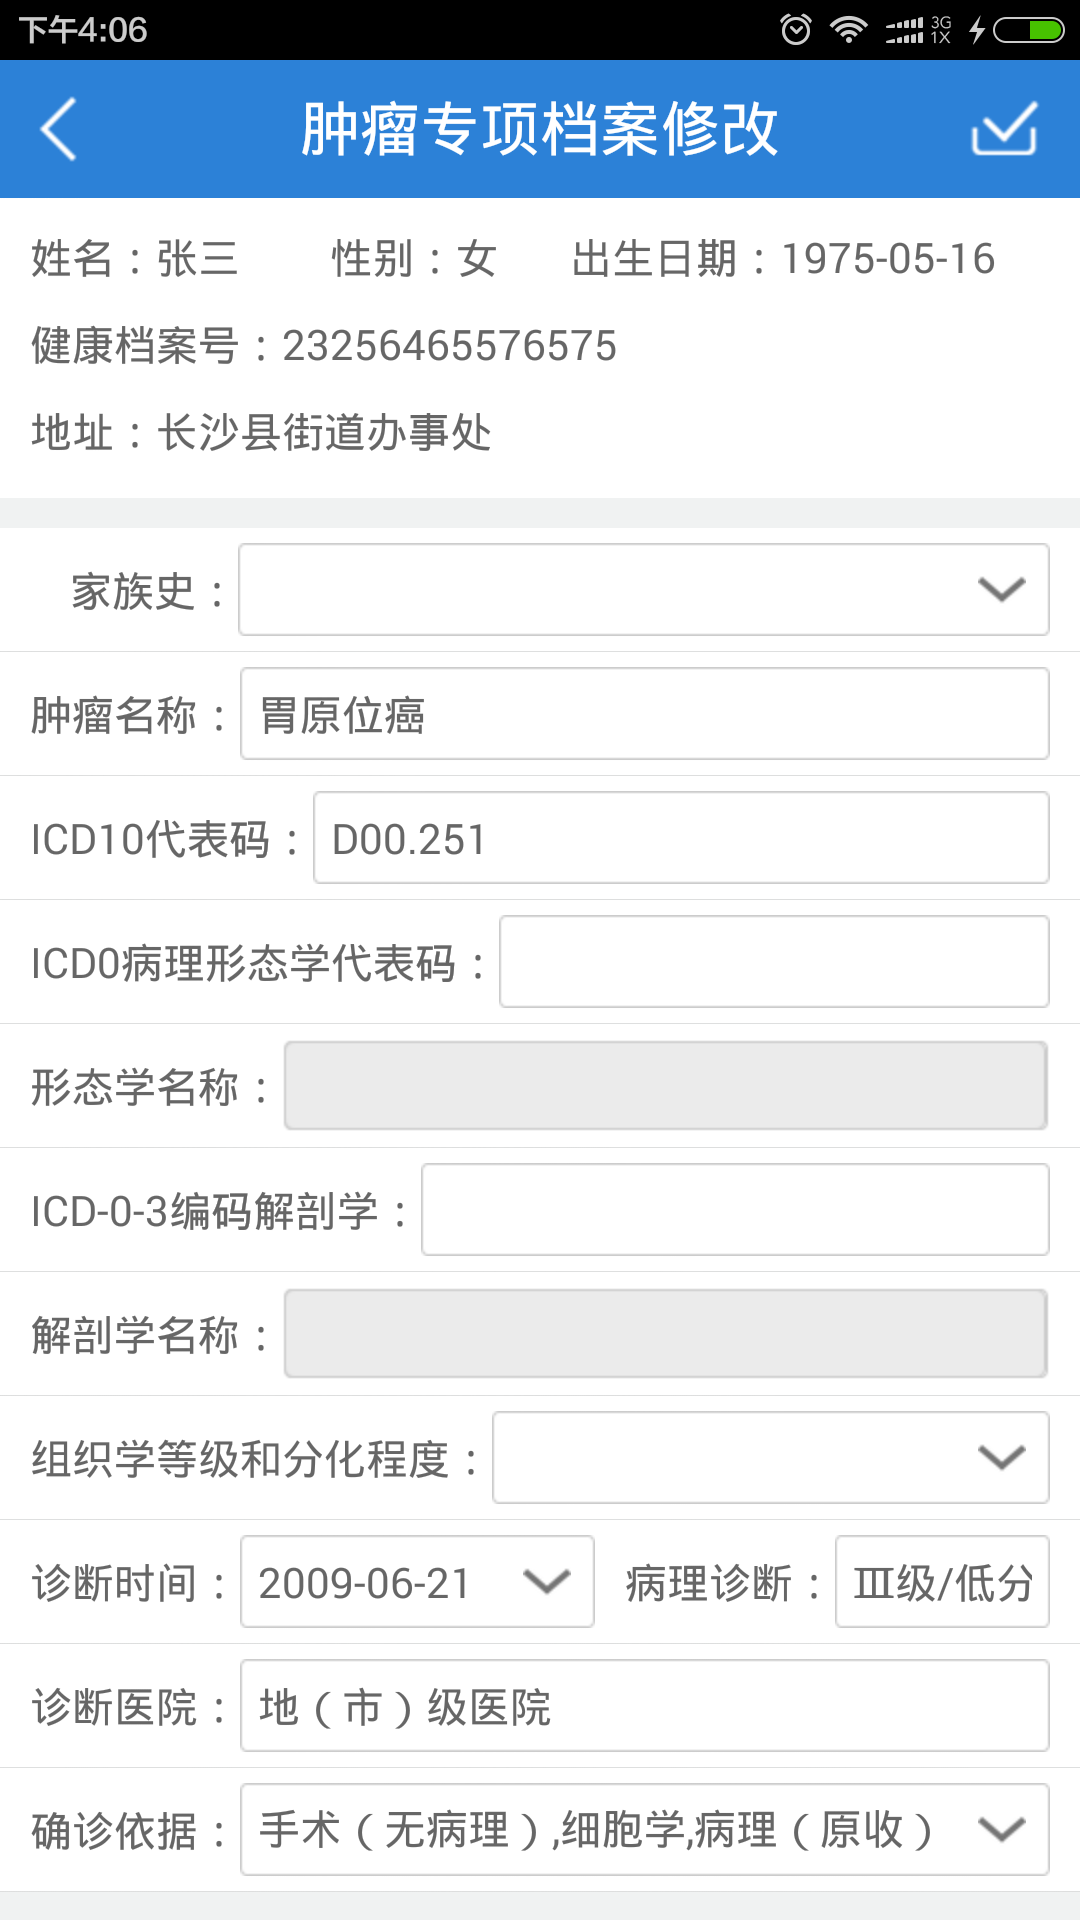 下午4:06 3G 1X
肿瘤专项档案修改
姓名：张三 性别：女 出生日期：1975-05-16
健康档案号：23256465576575
地址：长沙县街道办事处
家族史：
肿瘤名称：胃原位癌
ICD10代表码：D00.251
ICD0病理形态学代表码：
形态学名称：
ICD-0-3编码解剖学：
解剖学名称：
组织学等级和分化程度：
诊断时间：2009-06-21 病理诊断：Ⅲ级/低分
诊断医院：地（市）级医院
确诊依据：手术（无病理）,细胞学,病理（原收）